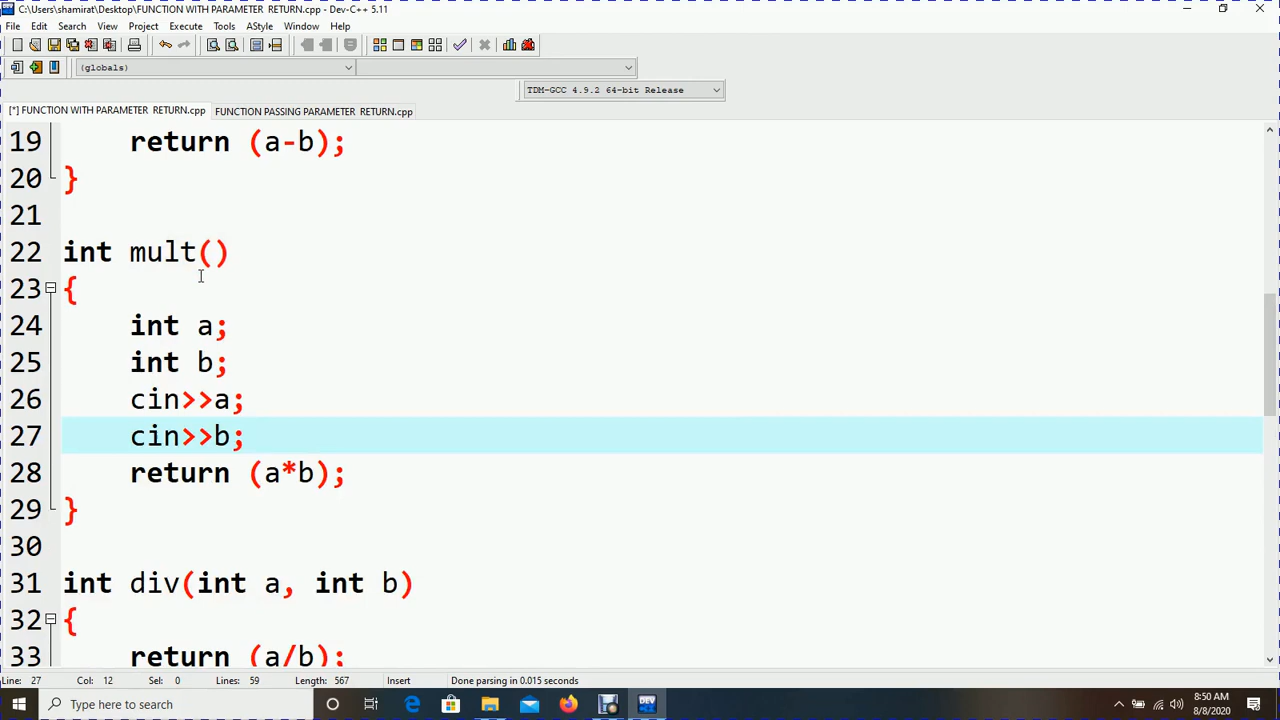 C:\Users\shamirat\Desktop\FUNCTION WITH PARAMETER  RETURN.cpp - Dev-C++ 5.11
File Edit Search View Project Execute Tools AStyle Window Help
(globals)
TDM-GCC 4.9.2 64-bit Release
[*] FUNCTION WITH PARAMETER  RETURN.cpp FUNCTION PASSING PARAMETER  RETURN.cpp
19 return (a-b);
20 }
21
22 int mult()
23 {
24 int a;
25 int b;
26 cin>>a;
27 cin>>b;
28 return (a*b);
29 }
30
31 int div(int a, int b)
32 {
33 return (a/b);
Line: 27 Col: 12 Sel: 0 Lines: 59 Length: 567 Insert Done parsing in 0.015 seconds
Type here to search
DEV
8:50 AM
8/8/2020